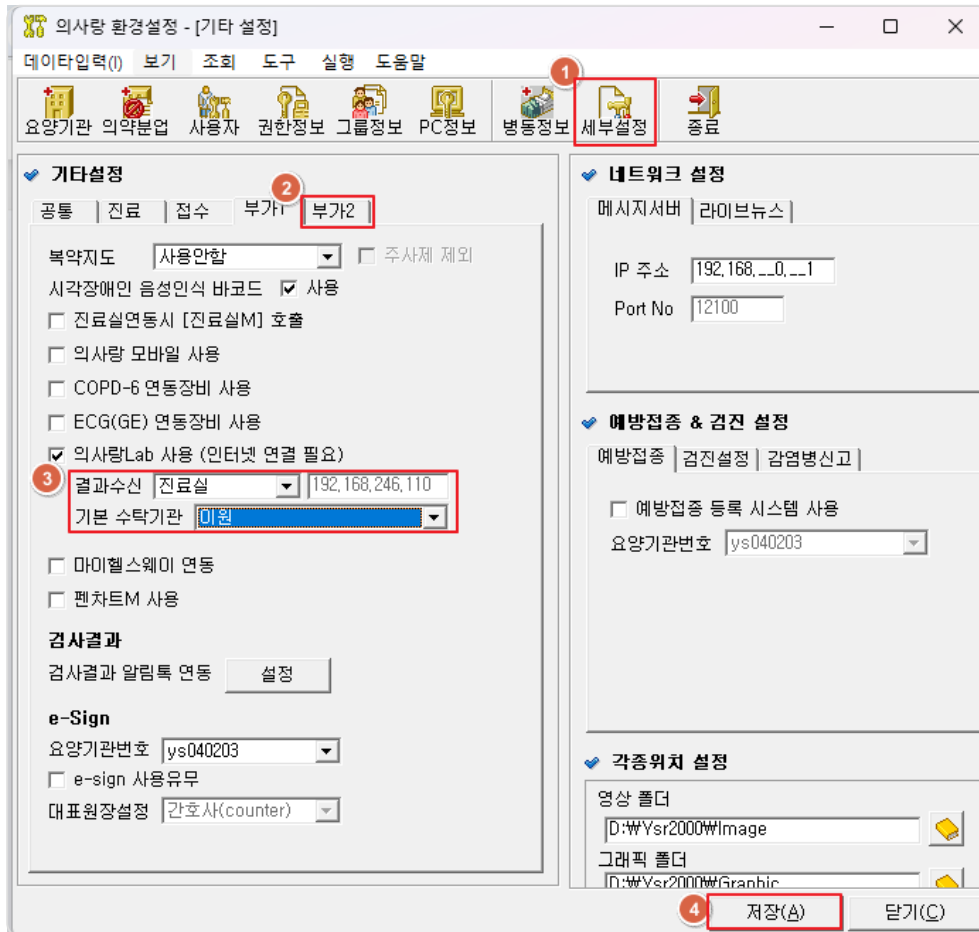 의사랑 환경설정 - [기타 설정]
데이타입력(I) 보기 조회 도구 실행 도움말
1
요양기관 의약분업 사용자 권한정보 그룹정보 PC정보 병동정보 세부설정 종료
기타설정
2
공통 진료 접수 부가1 부가2
복약지도 사용안함 주사제 제외
시각장애인 음성인식 바코드 사용
진료실연동시 [진료실M] 호출
의사랑 모바일 사용
COPD-6 연동장비 사용
ECG(GE) 연동장비 사용
의사랑Lab 사용 (인터넷 연결 필요)
3
결과수신 진료실 192,168,246,110
기본 수탁기관 이원
마이헬스웨이 연동
펜차트M 사용
검사결과
검사결과 알림톡 연동 설정
e-Sign
요양기관번호 ys040203
e-sign 사용유무
대표원장설정 간호사(counter)
네트워크 설정
메시지서버 라이브뉴스
IP 주소 192,168,__0,__1
Port No 12100
예방접종 & 검진 설정
예방접종 검진설정 감염병신고
예방접종 등록 시스템 사용
요양기관번호 ys040203
각종위치 설정
영상 폴더
D:₩Ysr2000₩Image
그래픽 폴더
D:₩Ysr2000₩Graphic
4 저장(A) 닫기(C)